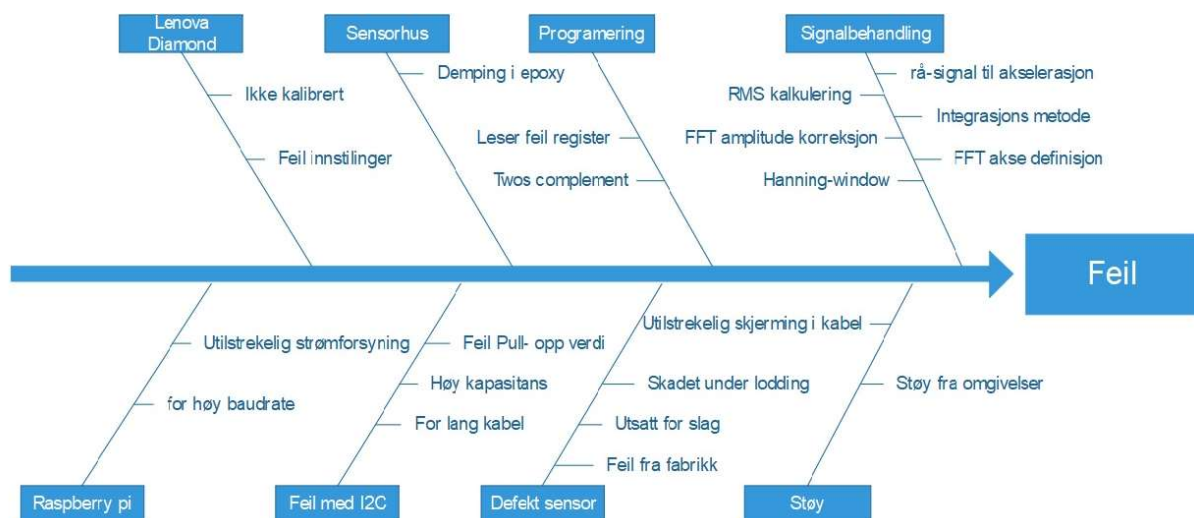 Lenova
Diamond
Sensorhus
Programering
Signalbehandling
Ikke kalibrert
Feil innstilinger
Demping i epoxy
Leser feil register
Twos complement
rå-signal til akselerasjon
RMS kalkulering
Integrasjons metode
FFT amplitude korreksjon
FFT akse definisjon
Hanning-window
Feil
Utilstrekelig strømforsyning
for høy baudrate
Feil Pull- opp verdi
Høy kapasitans
For lang kabel
Utilstrekelig skjerming i kabel
Skadet under lodding
Utsatt for slag
Feil fra fabrikk
Støy fra omgivelser
Raspberry pi
Feil med I2C
Defekt sensor
Støy